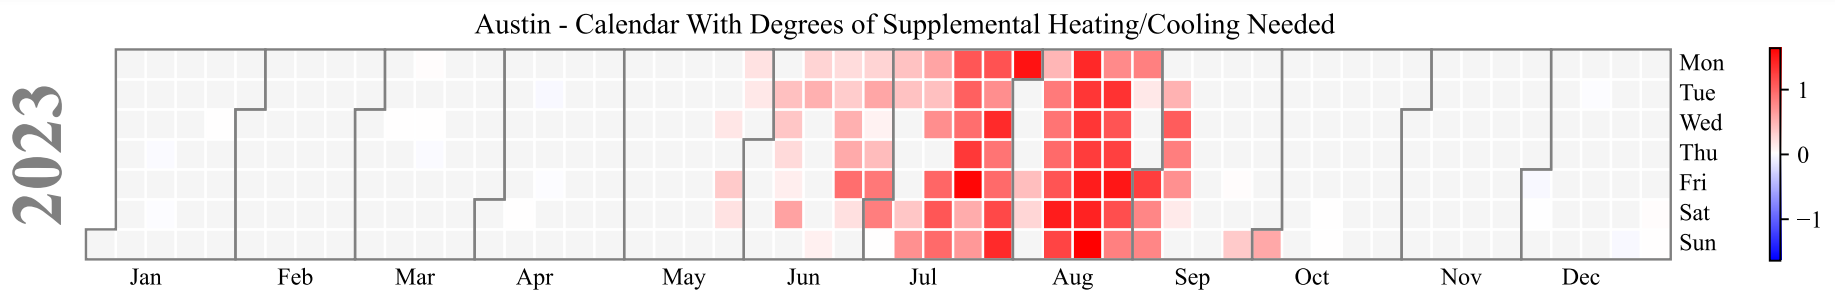 Austin - Calendar With Degrees of Supplemental Heating/Cooling Needed
2023
Mon
Tue
Wed
Thu
Fri
Sat
Sun
Jan Feb Mar Apr May Jun Jul Aug Sep Oct Nov Dec
1
0
−1